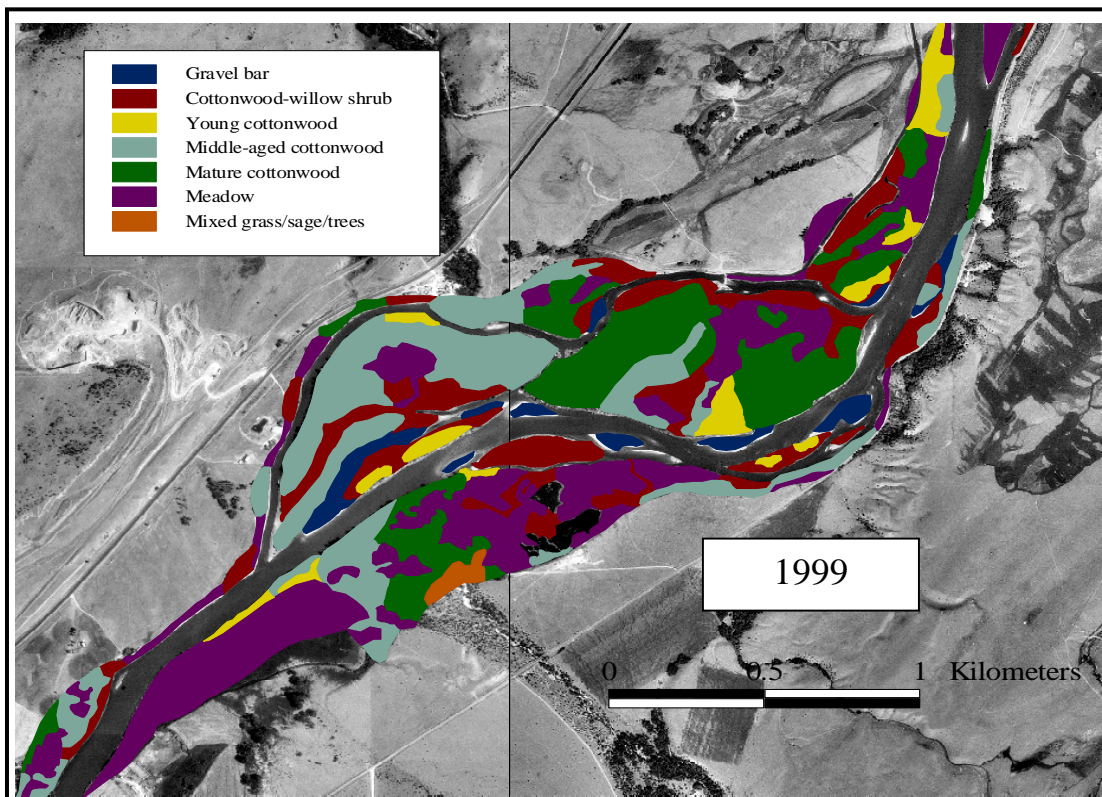 Gravel bar
Cottonwood-willow shrub
Young cottonwood
Middle-aged cottonwood
Mature cottonwood
Meadow
Mixed grass/sage/trees
1999
0 0.5 1 Kilometers